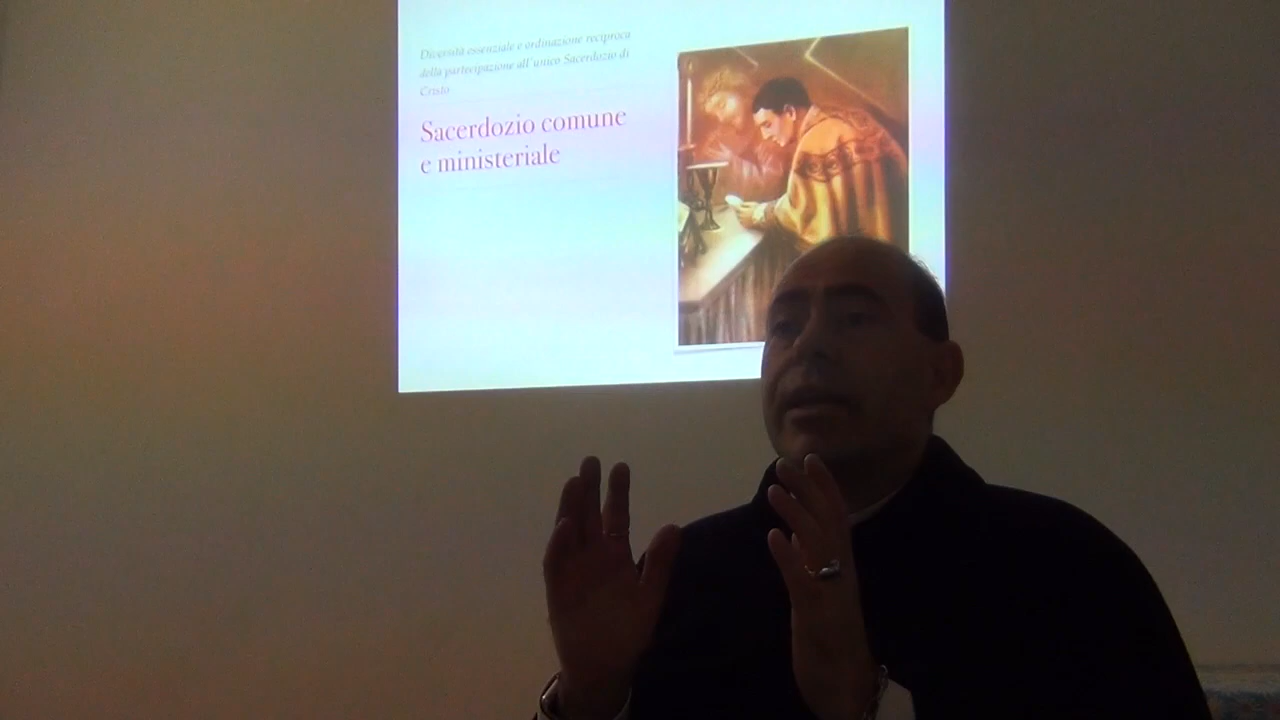 Diversità essenziale e ordinazione reciproca
della partecipazione all'unico Sacerdozio di
Cristo
Sacerdozio comune
e ministeriale